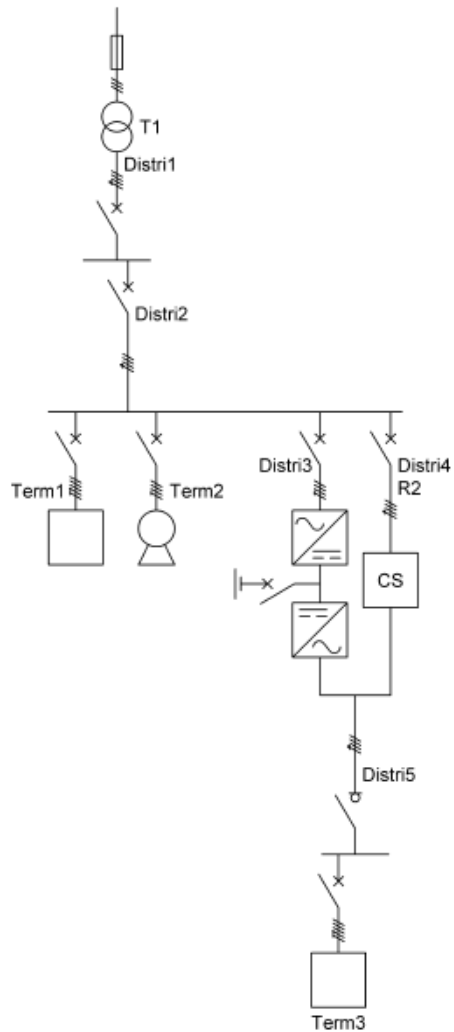 T1
Distri1
Distri2
Term1
Term2
Distri3
Distri4
R2
CS
Distri5
Term3